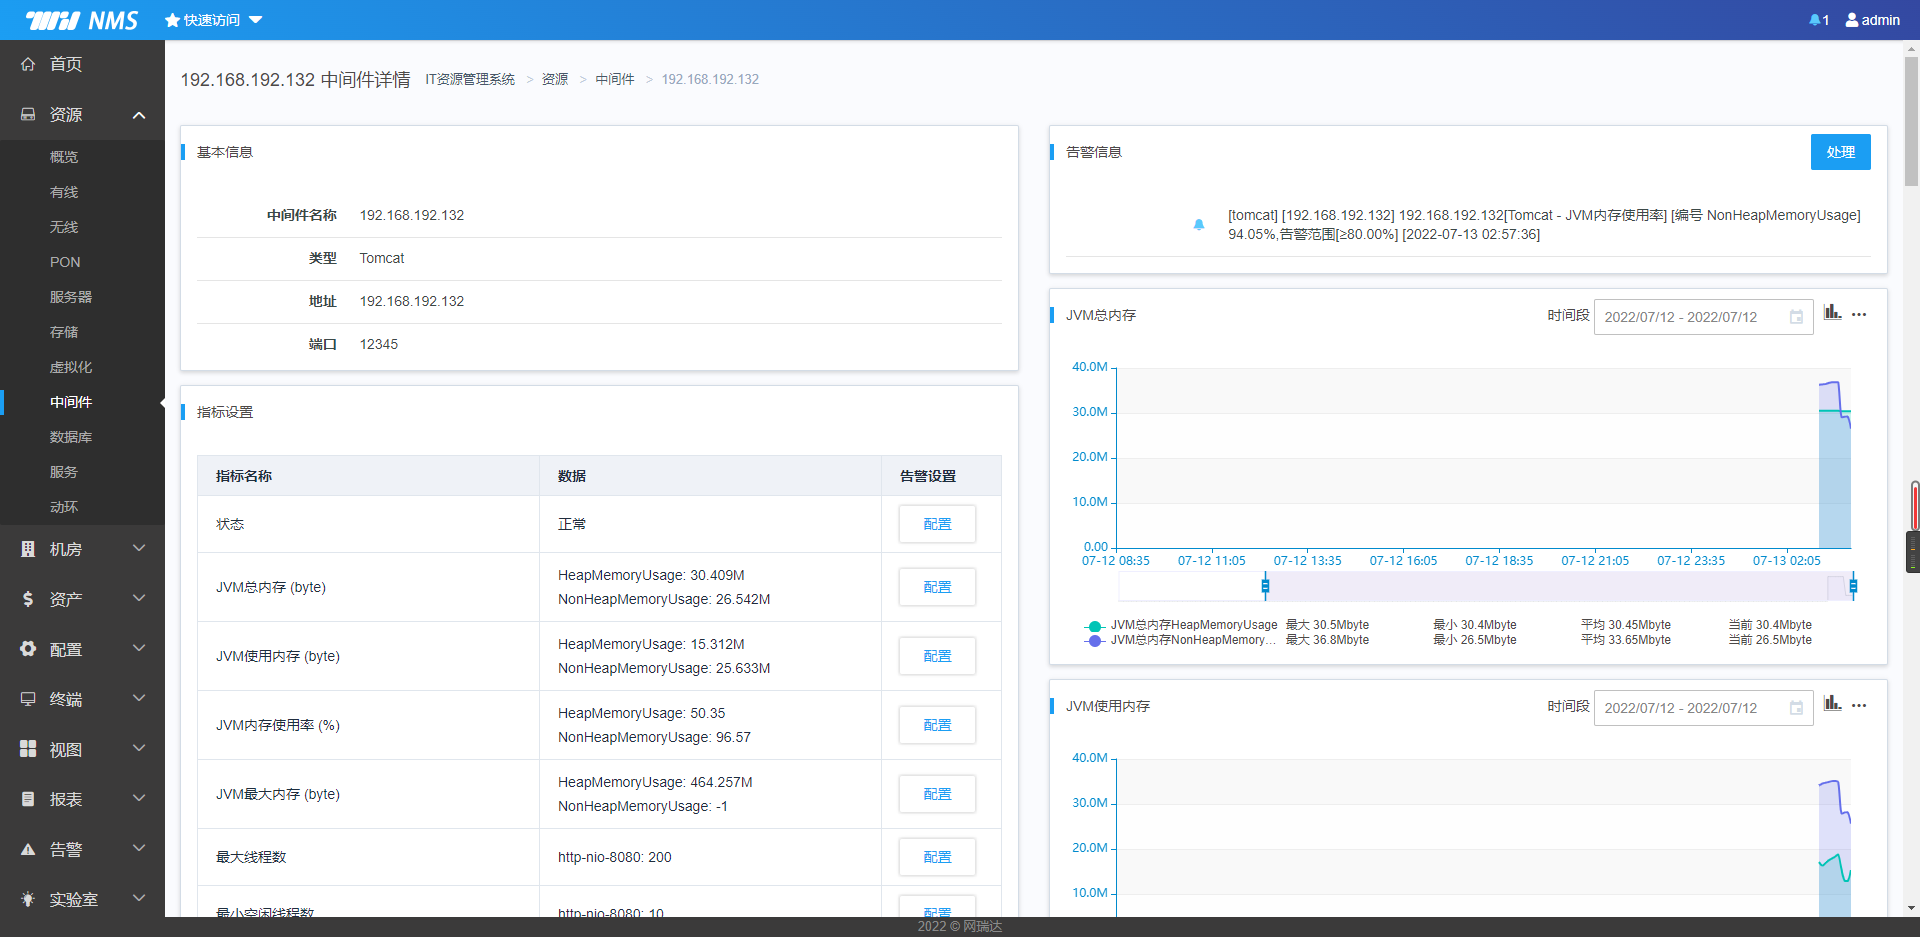 NMS
快速访问
1
admin
首页
资源
概览
有线
无线
PON
服务器
存储
虚拟化
中间件
数据库
服务
动环
机房
资产
配置
终端
视图
报表
告警
实验室
192.168.192.132 中间件详情
IT资源管理系统 > 资源 > 中间件 > 192.168.192.132
基本信息
中间件名称 192.168.192.132
类型 Tomcat
地址 192.168.192.132
端口 12345
指标设置
指标名称 数据 告警设置
状态 正常 配置
JVM总内存 (byte) HeapMemoryUsage: 30.409M 配置
NonHeapMemoryUsage: 26.542M
JVM使用内存 (byte) HeapMemoryUsage: 15.312M 配置
NonHeapMemoryUsage: 25.633M
JVM内存使用率 (%) HeapMemoryUsage: 50.35 配置
NonHeapMemoryUsage: 96.57
JVM最大内存 (byte) HeapMemoryUsage: 464.257M 配置
NonHeapMemoryUsage: -1
最大线程数 http-nio-8080: 200 配置
最小空闲线程数 http-nio-8080: 10 配置
告警信息
处理
[tomcat] [192.168.192.132] 192.168.192.132[Tomcat - JVM内存使用率] [编号 NonHeapMemoryUsage]
94.05%,告警范围[≥80.00%] [2022-07-13 02:57:36]
JVM总内存
时间段 2022/07/12 - 2022/07/12
40.0M
30.0M
20.0M
10.0M
0.00
07-12 08:35 07-12 11:05 07-12 13:35 07-12 16:05 07-12 18:35 07-12 21:05 07-12 23:35 07-13 02:05
JVM总内存HeapMemoryUsage 最大 30.5Mbyte 最小 30.4Mbyte 平均 30.45Mbyte 当前 30.4Mbyte
JVM总内存NonHeapMemory... 最大 36.8Mbyte 最小 26.5Mbyte 平均 33.65Mbyte 当前 26.5Mbyte
JVM使用内存
时间段 2022/07/12 - 2022/07/12
40.0M
30.0M
20.0M
10.0M
2022 © 网瑞达